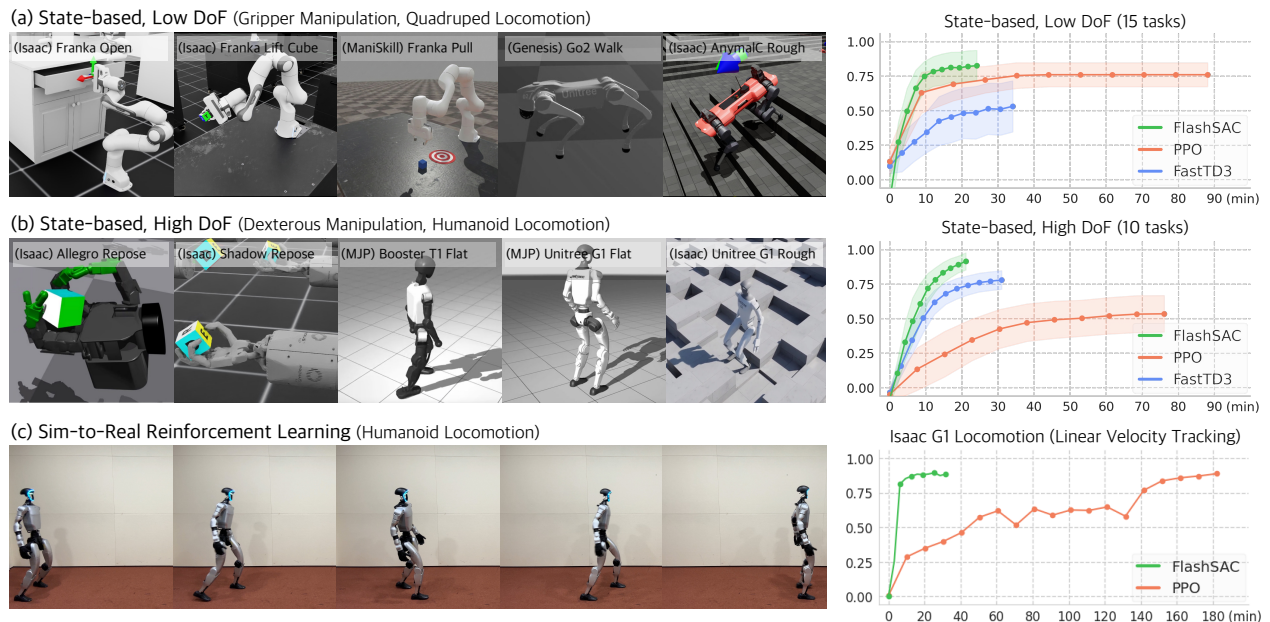 (a) State-based, Low DoF (Gripper Manipulation, Quadruped Locomotion)
(Isaac) Franka Open
(Isaac) Franka Lift Cube
(ManiSkill) Franka Pull
(Genesis) Go2 Walk
(Isaac) AnymalC Rough
Unitree
State-based, Low DoF (15 tasks)
1.00
0.75
0.50
0.25
0.00
FlashSAC
PPO
FastTD3
0 10 20 30 40 50 60 70 80 90 (min)
(b) State-based, High DoF (Dexterous Manipulation, Humanoid Locomotion)
(Isaac) Allegro Repose
(Isaac) Shadow Repose
(MJP) Booster T1 Flat
(MJP) Unitree G1 Flat
(Isaac) Unitree G1 Rough
State-based, High DoF (10 tasks)
1.00
0.75
0.50
0.25
0.00
FlashSAC
PPO
FastTD3
0 10 20 30 40 50 60 70 80 90 (min)
(c) Sim-to-Real Reinforcement Learning (Humanoid Locomotion)
Isaac G1 Locomotion (Linear Velocity Tracking)
1.00
0.75
0.50
0.25
0.00
FlashSAC
PPO
0 20 40 60 80 100 120 140 160 180 (min)